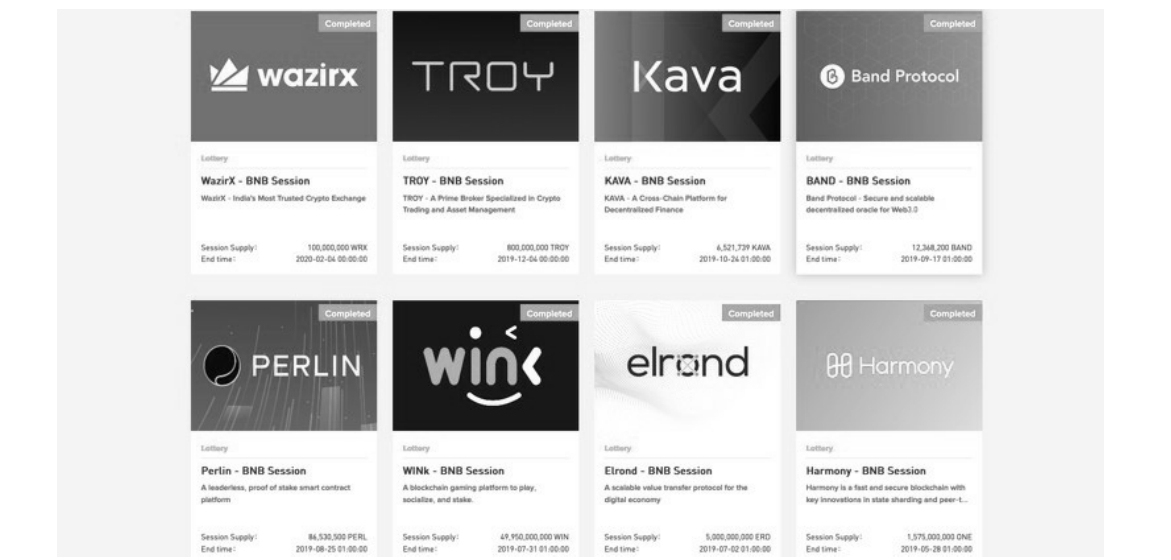 Completed
wazirx
Lottery
WazirX - BNB Session
WazirX - India's Most Trusted Crypto Exchange
Session Supply: 100,000,000 WRX
End time: 2020-02-04 00:00:00
Completed
TROY
Lottery
TROY - BNB Session
TROY - A Prime Broker Specialized in Crypto
Trading and Asset Management
Session Supply: 800,000,000 TROY
End time: 2019-12-04 00:00:00
Completed
Kava
Lottery
KAVA - BNB Session
KAVA - A Cross-Chain Platform for
Decentralized Finance
Session Supply: 6,521,739 KAVA
End time: 2019-10-24 01:00:00
Completed
Band Protocol
Lottery
BAND - BNB Session
Band Protocol - Secure and scalable
decentralized oracle for Web3.0
Session Supply: 12,368,200 BAND
End time: 2019-09-17 01:00:00
Completed
PERLIN
Lottery
Perlin - BNB Session
A leaderless, proof of stake smart contract
platform
Session Supply: 86,530,500 PERL
End time: 2019-08-25 01:00:00
Completed
wink
Lottery
WINk - BNB Session
A blockchain gaming platform to play,
socialize, and stake.
Session Supply: 49,950,000,000 WIN
End time: 2019-07-31 01:00:00
Completed
elrond
Lottery
Elrond - BNB Session
A scalable value transfer protocol for the
digital economy
Session Supply: 5,000,000,000 ERD
End time: 2019-07-02 01:00:00
Completed
Harmony
Lottery
Harmony - BNB Session
Harmony is a fast and secure blockchain with
key innovations in state sharding and peer-t...
Session Supply: 1,575,000,000 ONE
End time: 2019-05-28 01:00:00